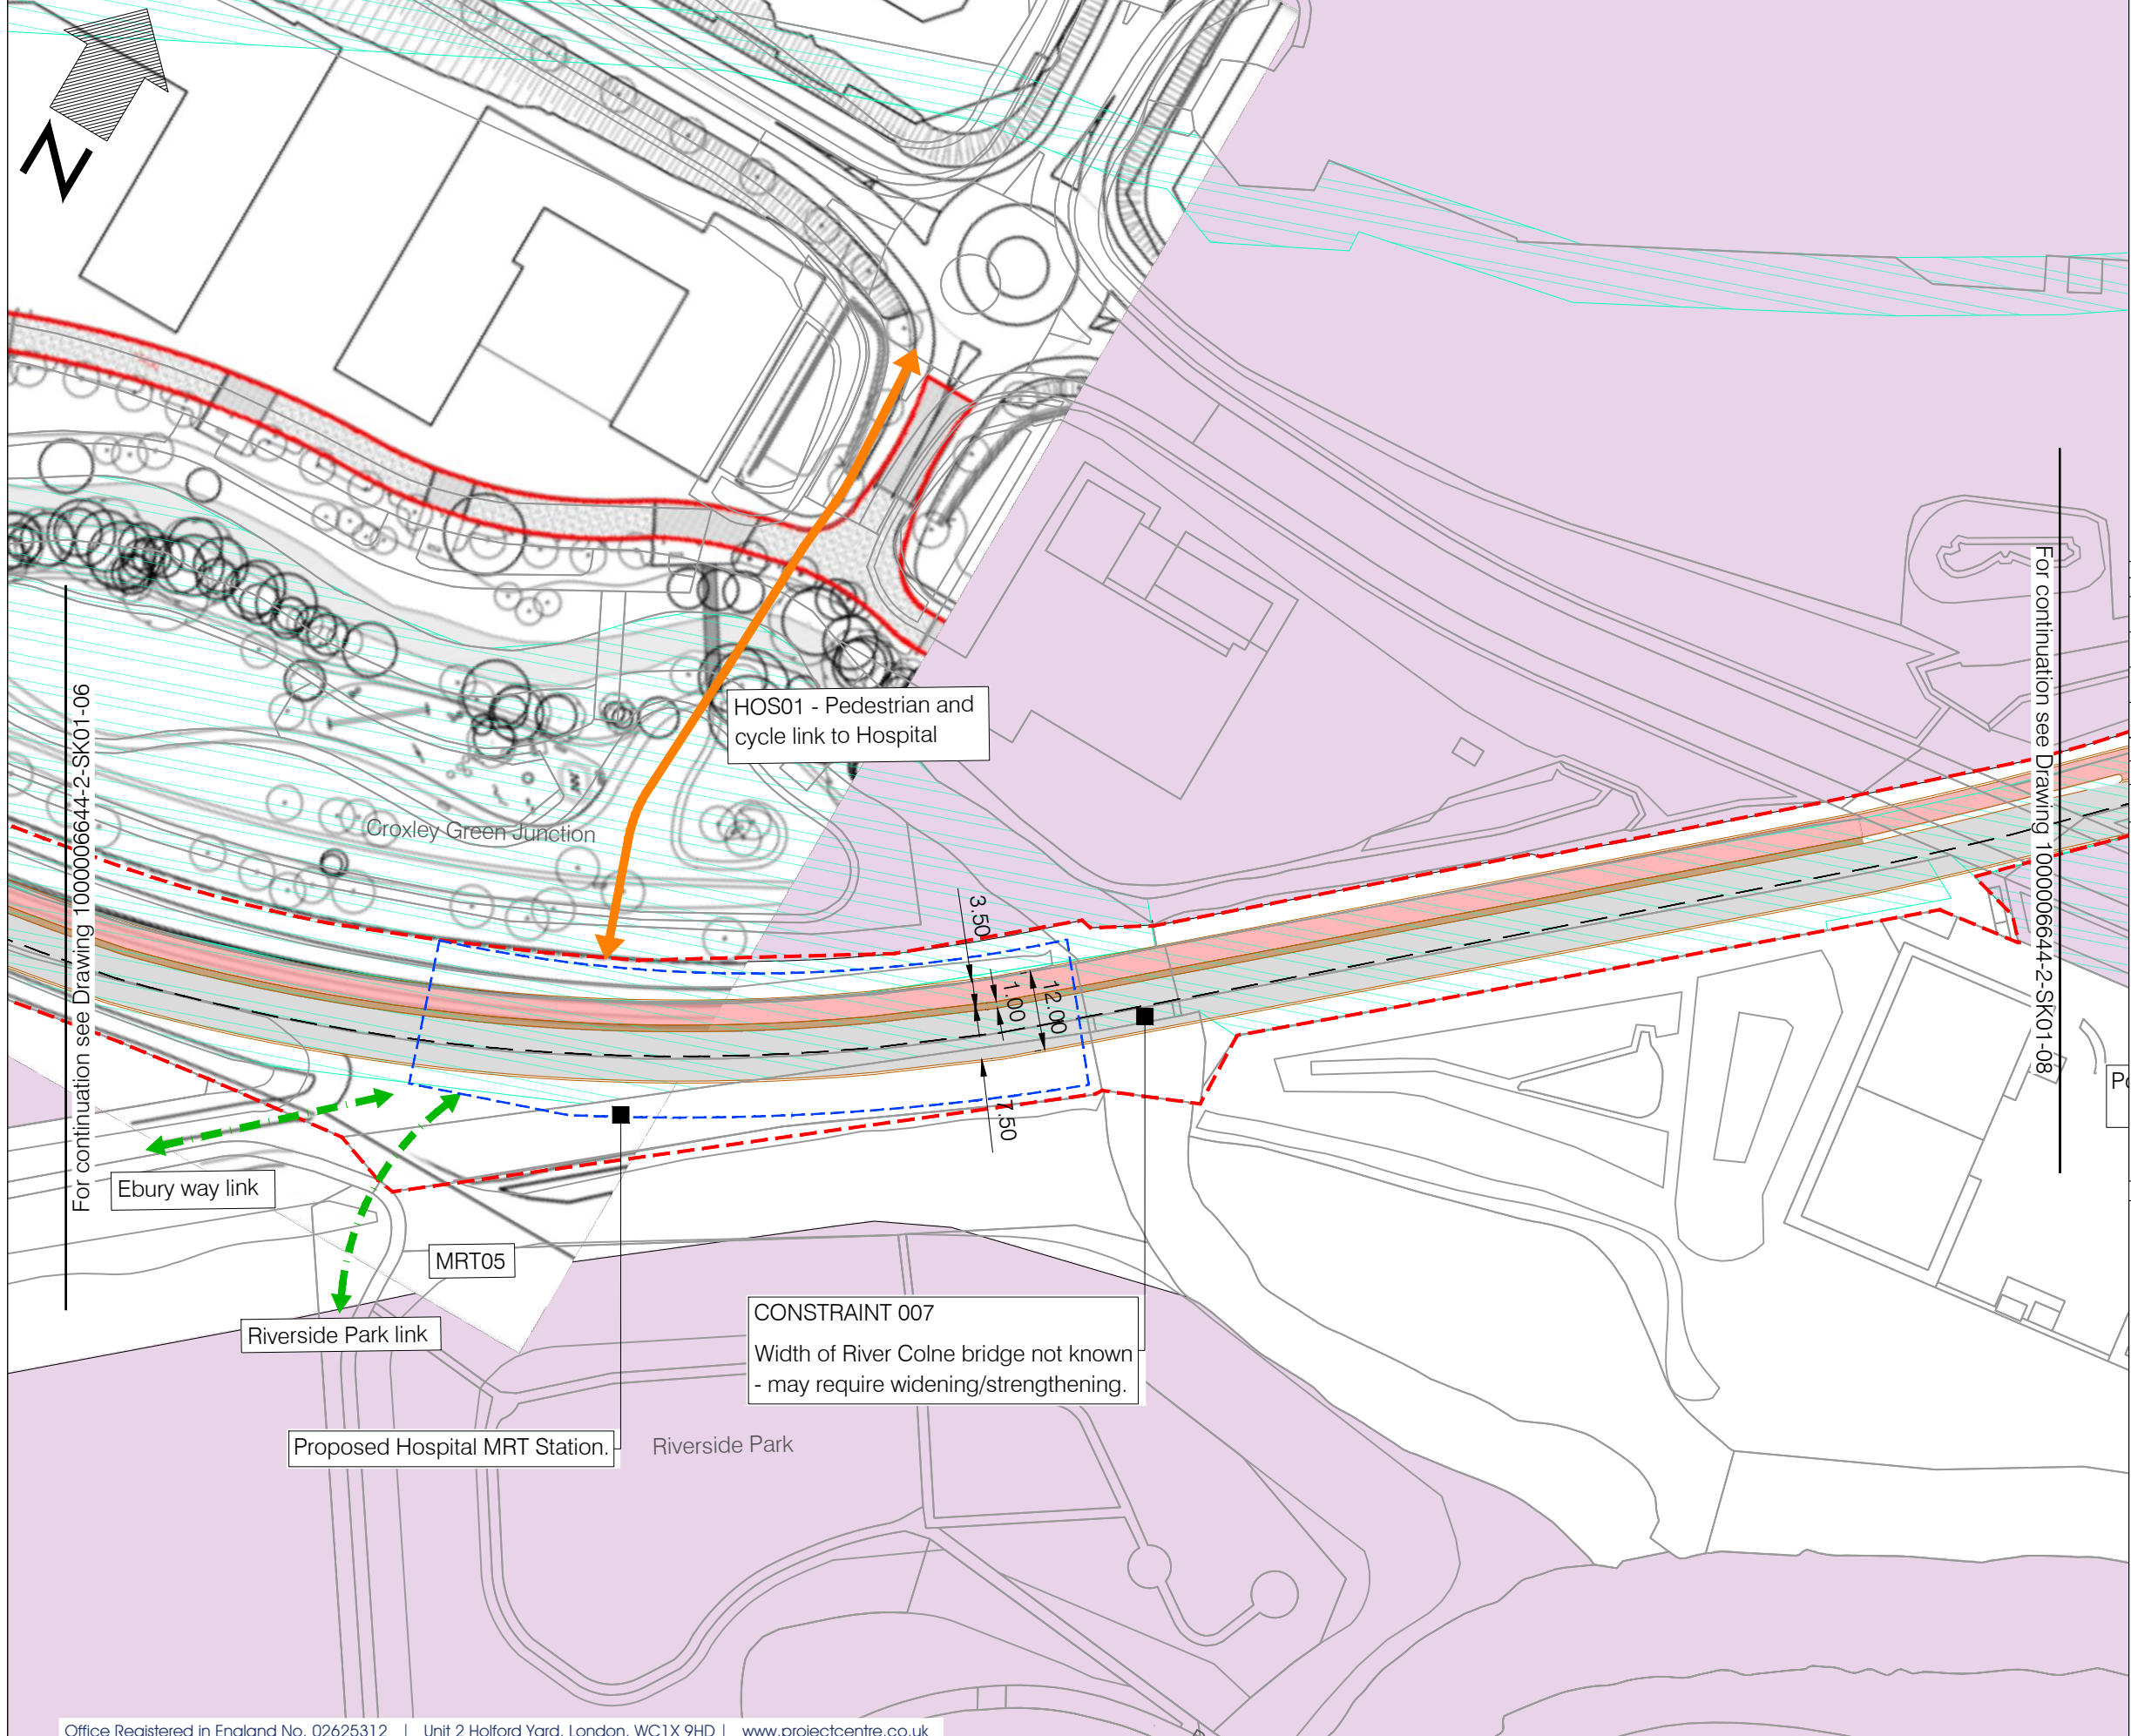 N
For continuation see Drawing 1000006644-2-SK01-06
HOS01 - Pedestrian and
cycle link to Hospital
Croxley Green Junction
3.50
1.00
12.00
7.50
For continuation see Drawing 1000006644-2-SK01-08
Ebury way link
MRT05
Riverside Park link
CONSTRAINT 007
Width of River Colne bridge not known
- may require widening/strengthening.
Proposed Hospital MRT Station.
Riverside Park
Office Registered in England No. 02625312 | Unit 2 Holford Yard, London, WC1X 9HD | www.projectcentre.co.uk